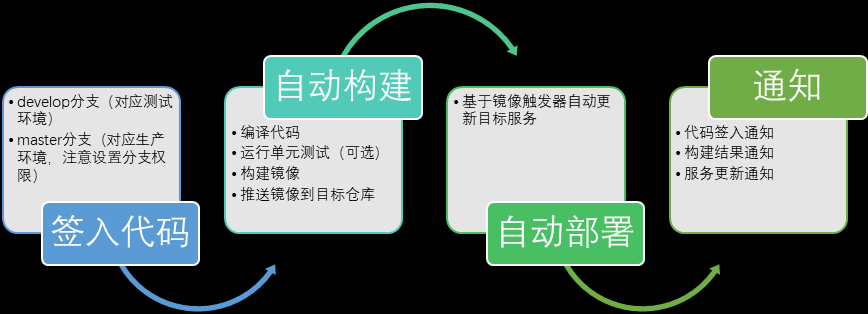 • develop分支（对应测试
环境）
• master分支（对应生产
环境，注意设置分支权
限）
签入代码
自动构建
• 编译代码
• 运行单元测试（可选）
• 构建镜像
• 推送镜像到目标仓库
• 基于镜像触发器自动更
新目标服务
自动部署
通知
• 代码签入通知
• 构建结果通知
• 服务更新通知